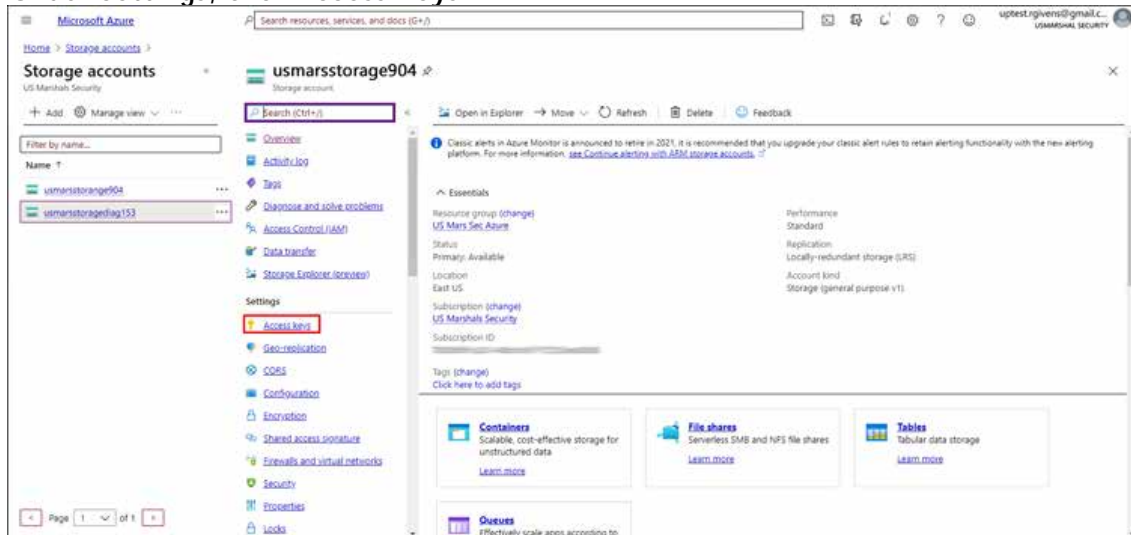 Microsoft Azure
Search resources, services, and docs (G+/)
uptest.rgivens@gmail.c...
USMARSHAL SECURITY
Home > Storage accounts >
Storage accounts
US Marshals Security
+ Add
Manage view
...
Filter by name...
Name ↑
usmarsstorange904
...
usmarsstoragediag153
...
Page 1 of 1
usmarsstorage904
Storage account
Search (Ctrl+/)
Overview
Activity log
Tags
Diagnose and solve problems
Access Control (IAM)
Data transfer
Storage Explorer (preview)
Settings
Access keys
Geo-replication
CORS
Configuration
Encryption
Shared access signature
Firewalls and virtual networks
Security
Properties
Locks
Open in Explorer
Move
Refresh
Delete
Feedback
Classic alerts in Azure Monitor is announced to retire in 2021, it is recommended that you upgrade your classic alert rules to retain alerting functionality with the new alerting
platform. For more information, see Continue alerting with ARM storage accounts.
Essentials
Resource group (change)
US Mars Sec Azure
Status
Primary: Available
Location
East US
Subscription (change)
US Marshals Security
Subscription ID
Tags (change)
Click here to add tags
Performance
Standard
Replication
Locally-redundant storage (LRS)
Account kind
Storage (general purpose v1)
Containers
Scalable, cost-effective storage for
unstructured data
Learn more
File shares
Serverless SMB and NFS file shares
Learn more
Tables
Tabular data storage
Learn more
Queues
Effectively scale apps according to